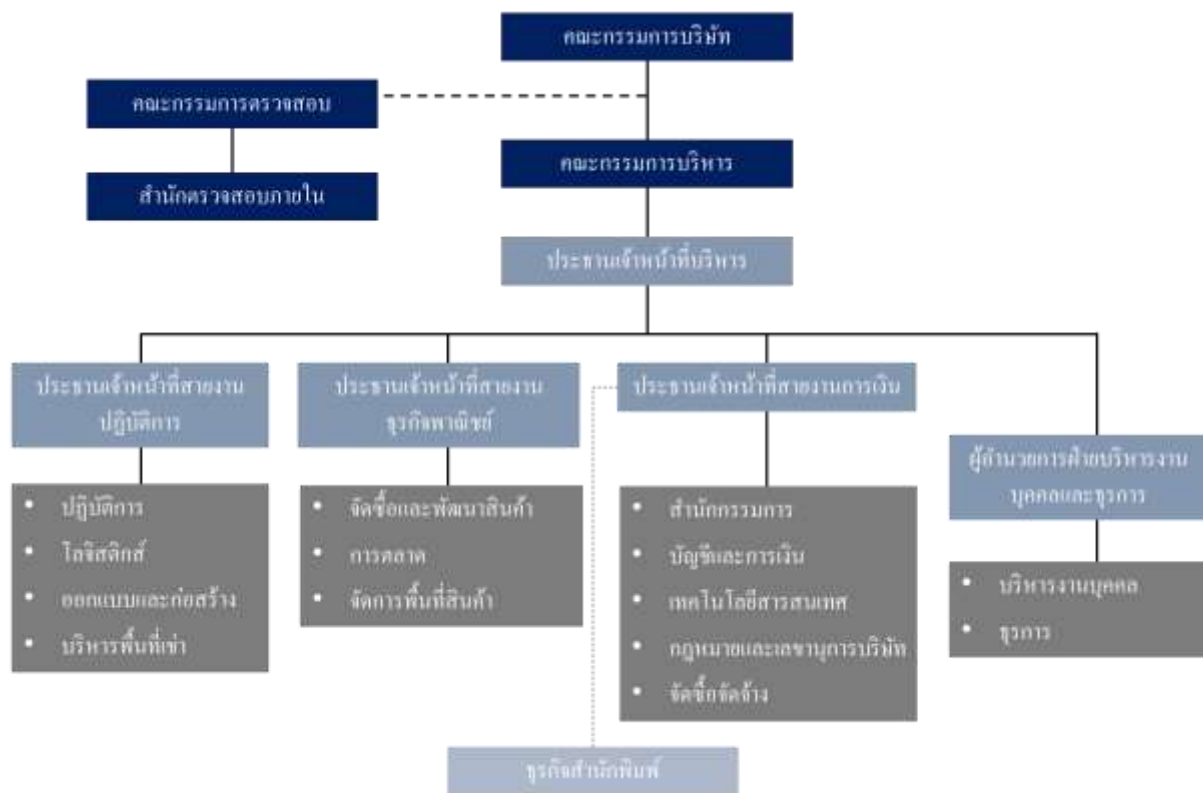 คณะกรรมการบริษัท
คณะกรรมการตรวจสอบ
คณะกรรมการบริหาร
สำนักตรวจสอบภายใน
ประธานเจ้าหน้าที่บริหาร
ประธานเจ้าหน้าที่สายงาน
ปฏิบัติการ
• ปฏิบัติการ
• โลจิสติกส์
• ออกแบบและก่อสร้าง
• บริหารพื้นที่เช่า
ประธานเจ้าหน้าที่สายงาน
ธุรกิจพาณิชย์
• จัดซื้อและพัฒนาสินค้า
• การตลาด
• จัดการพื้นที่สินค้า
ประธานเจ้าหน้าที่สายงานการเงิน
• สำนักกรรมการ
• บัญชีและการเงิน
• เทคโนโลยีสารสนเทศ
• กฎหมายและเลขานุการบริษัท
• จัดซื้อจัดจ้าง
ผู้อำนวยการฝ่ายบริหารงาน
บุคคลและธุรการ
• บริหารงานบุคคล
• ธุรการ
ธุรกิจสำนักพิมพ์